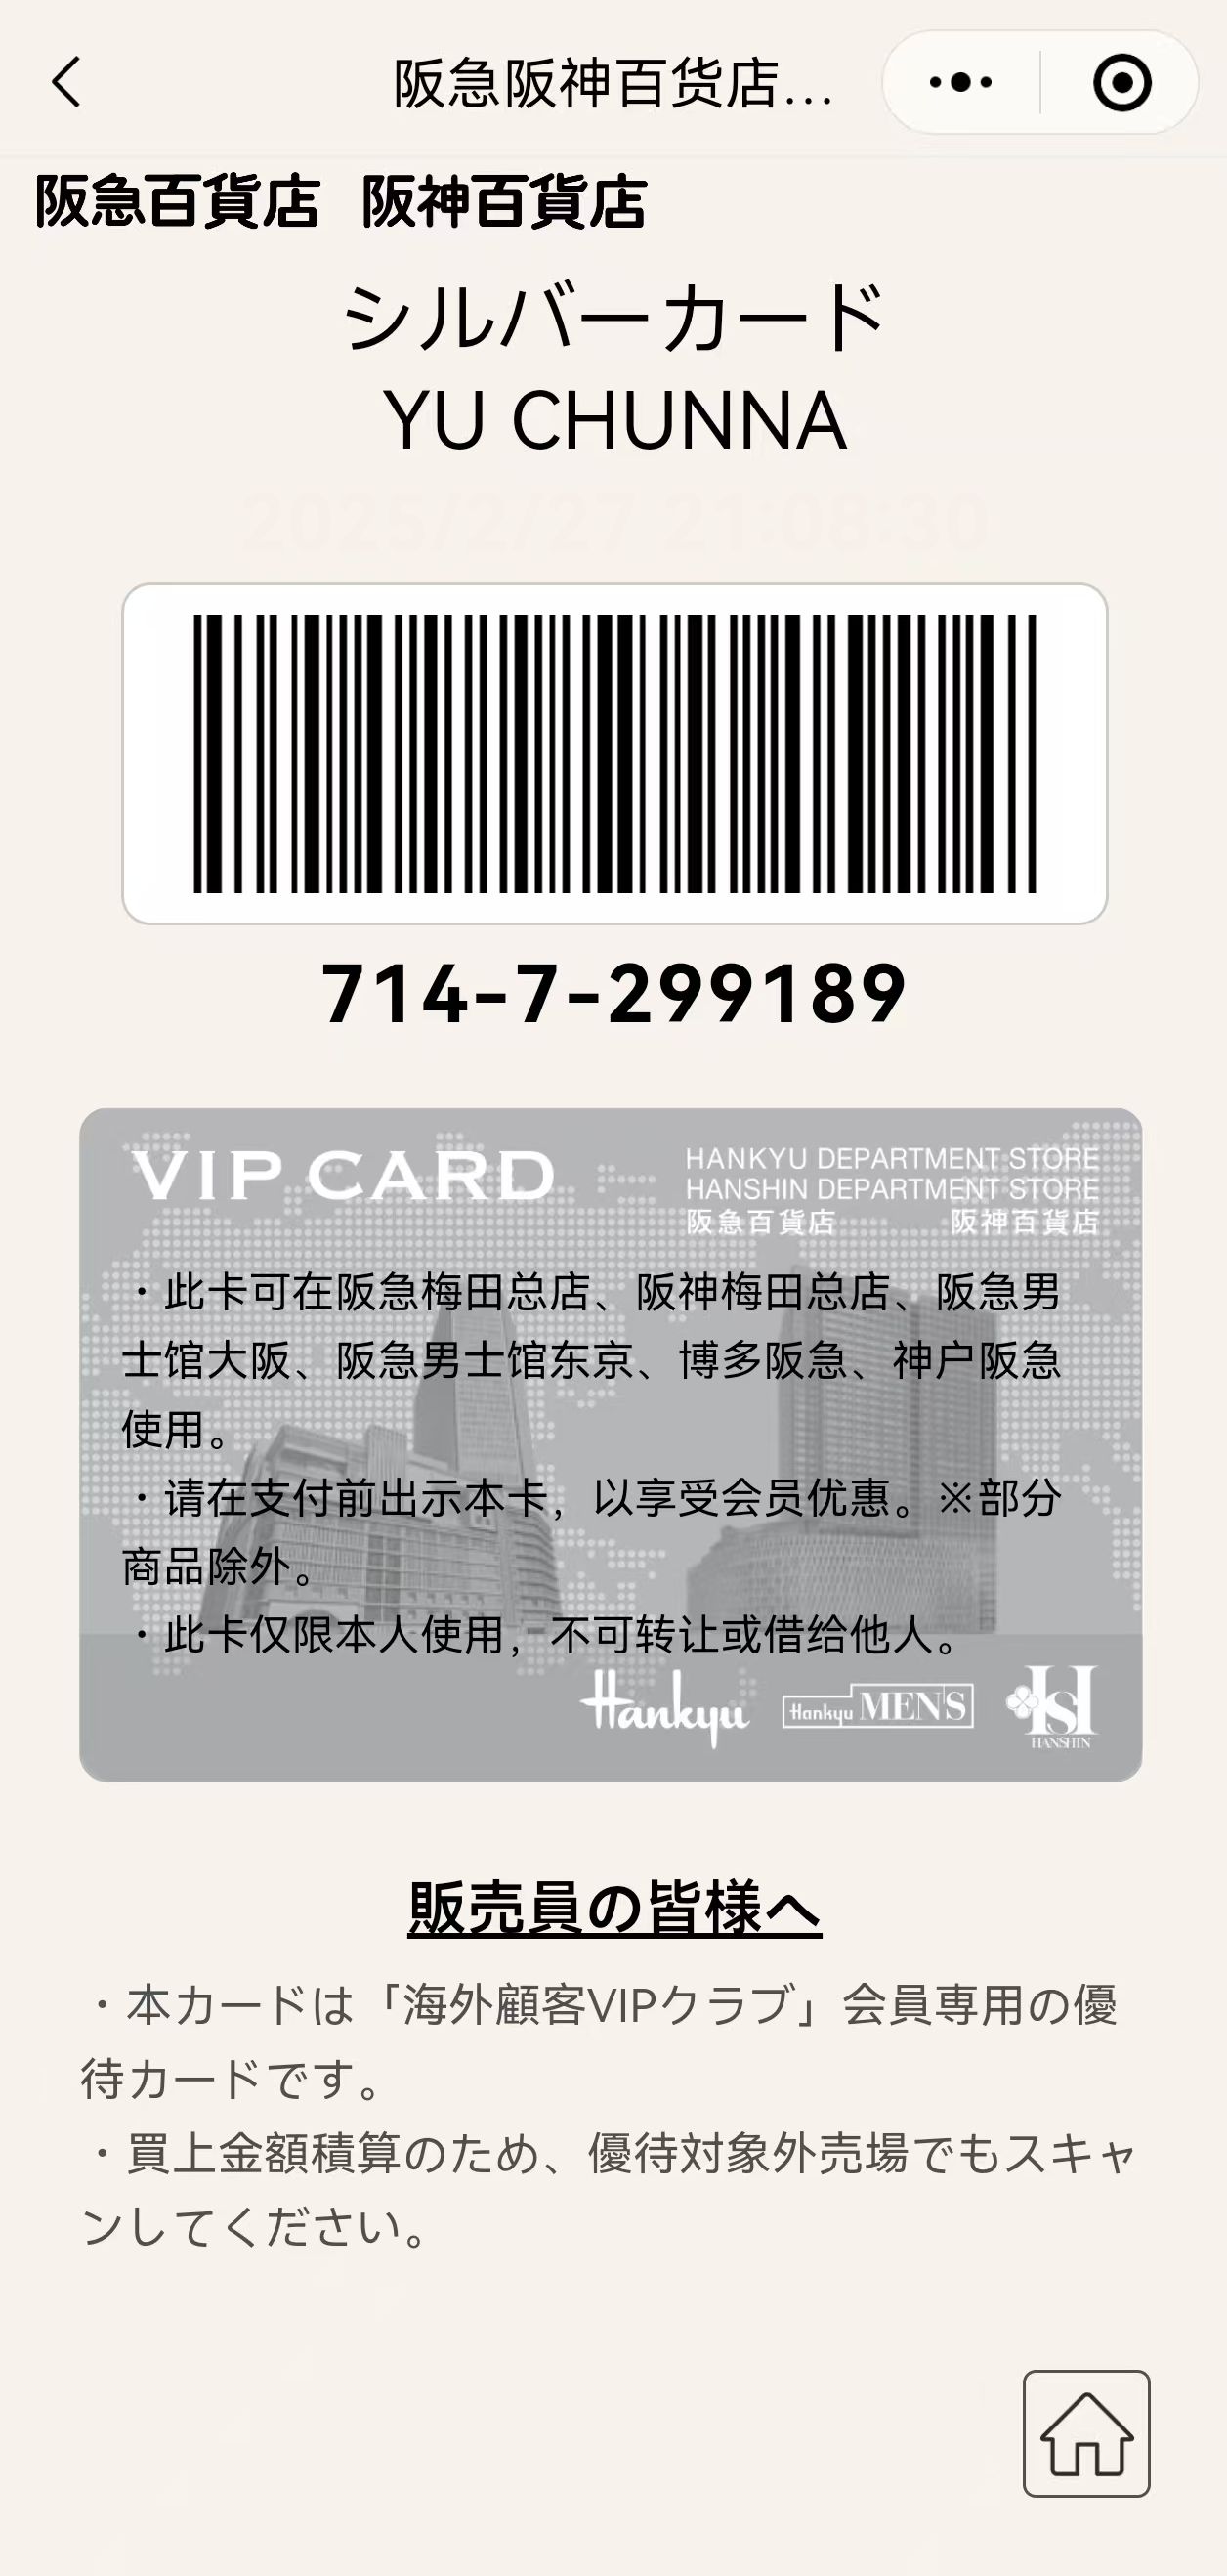 阪急阪神百货店...
阪急百貨店 阪神百貨店
シルバーカード
YU CHUNNA
2025/2/27 21:08:30
714-7-299189
VIP CARD
HANKYU DEPARTMENT STORE
HANSHIN DEPARTMENT STORE
阪急百貨店 阪神百貨店
・此卡可在阪急梅田总店、阪神梅田总店、阪急男
士馆大阪、阪急男士馆东京、博多阪急、神户阪急
使用。
・请在支付前出示本卡，以享受会员优惠。※部分
商品除外。
・此卡仅限本人使用，不可转让或借给他人。
Hankyu Hankyu MEN'S HANSHIN
販売員の皆様へ
・本カードは「海外顧客VIPクラブ」会員専用の優
待カードです。
・買上金額積算のため、優待対象外売場でもスキャ
ンしてください。